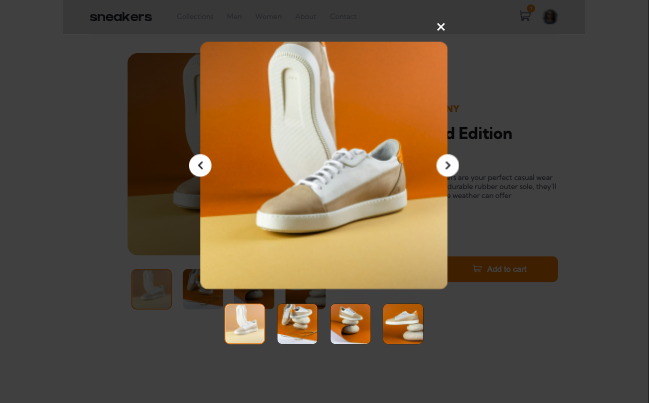 sneakers
Collections Men Women About Contact
NY
d Edition
rs are your perfect casual wear
durable rubber outer sole, they'll
e weather can offer
Add to cart